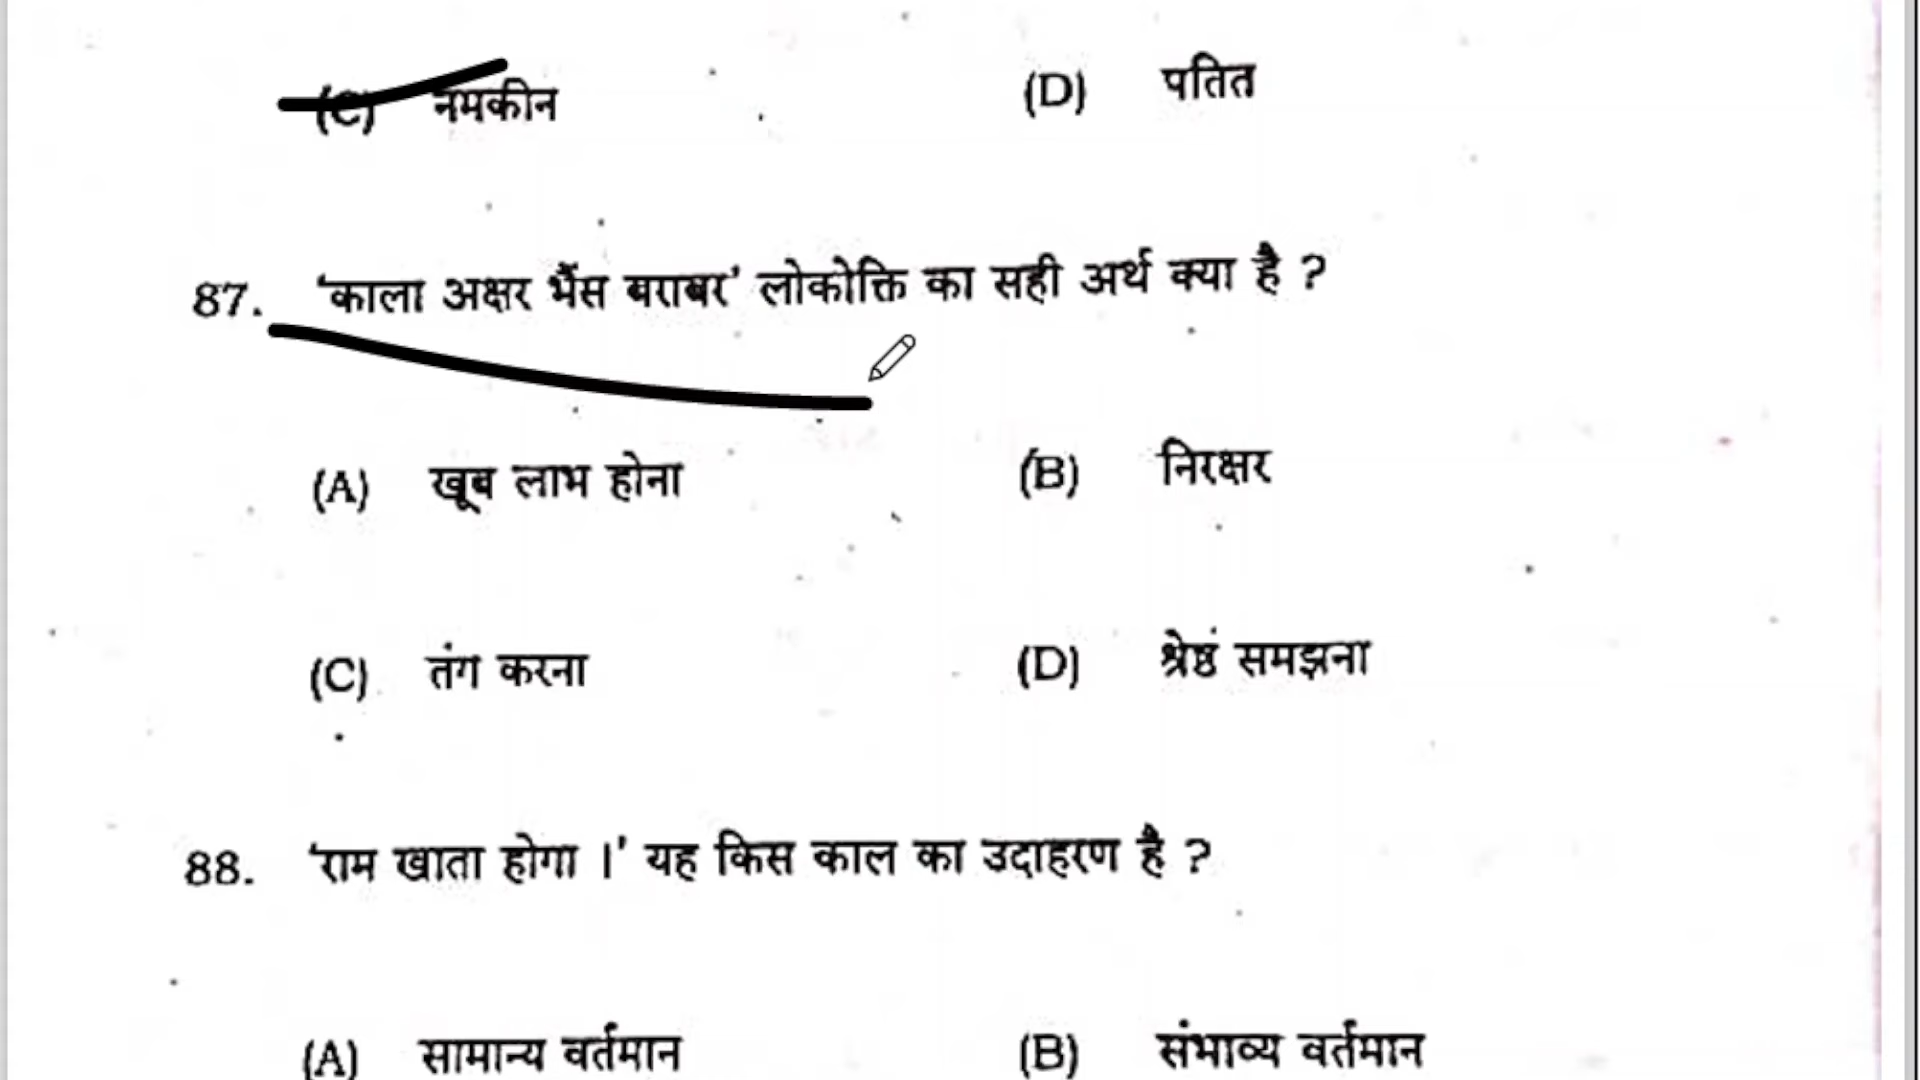 (C) नमकीन (D) पतित
87. 'काला अक्षर भैंस बराबर' लोकोक्ति का सही अर्थ क्या है ?
(A) खूब लाभ होना (B) निरक्षर
(C) तंग करना (D) श्रेष्ठं समझना
88. 'राम खाता होगा ।' यह किस काल का उदाहरण है ?
(A) सामान्य वर्तमान (B) संभाव्य वर्तमान